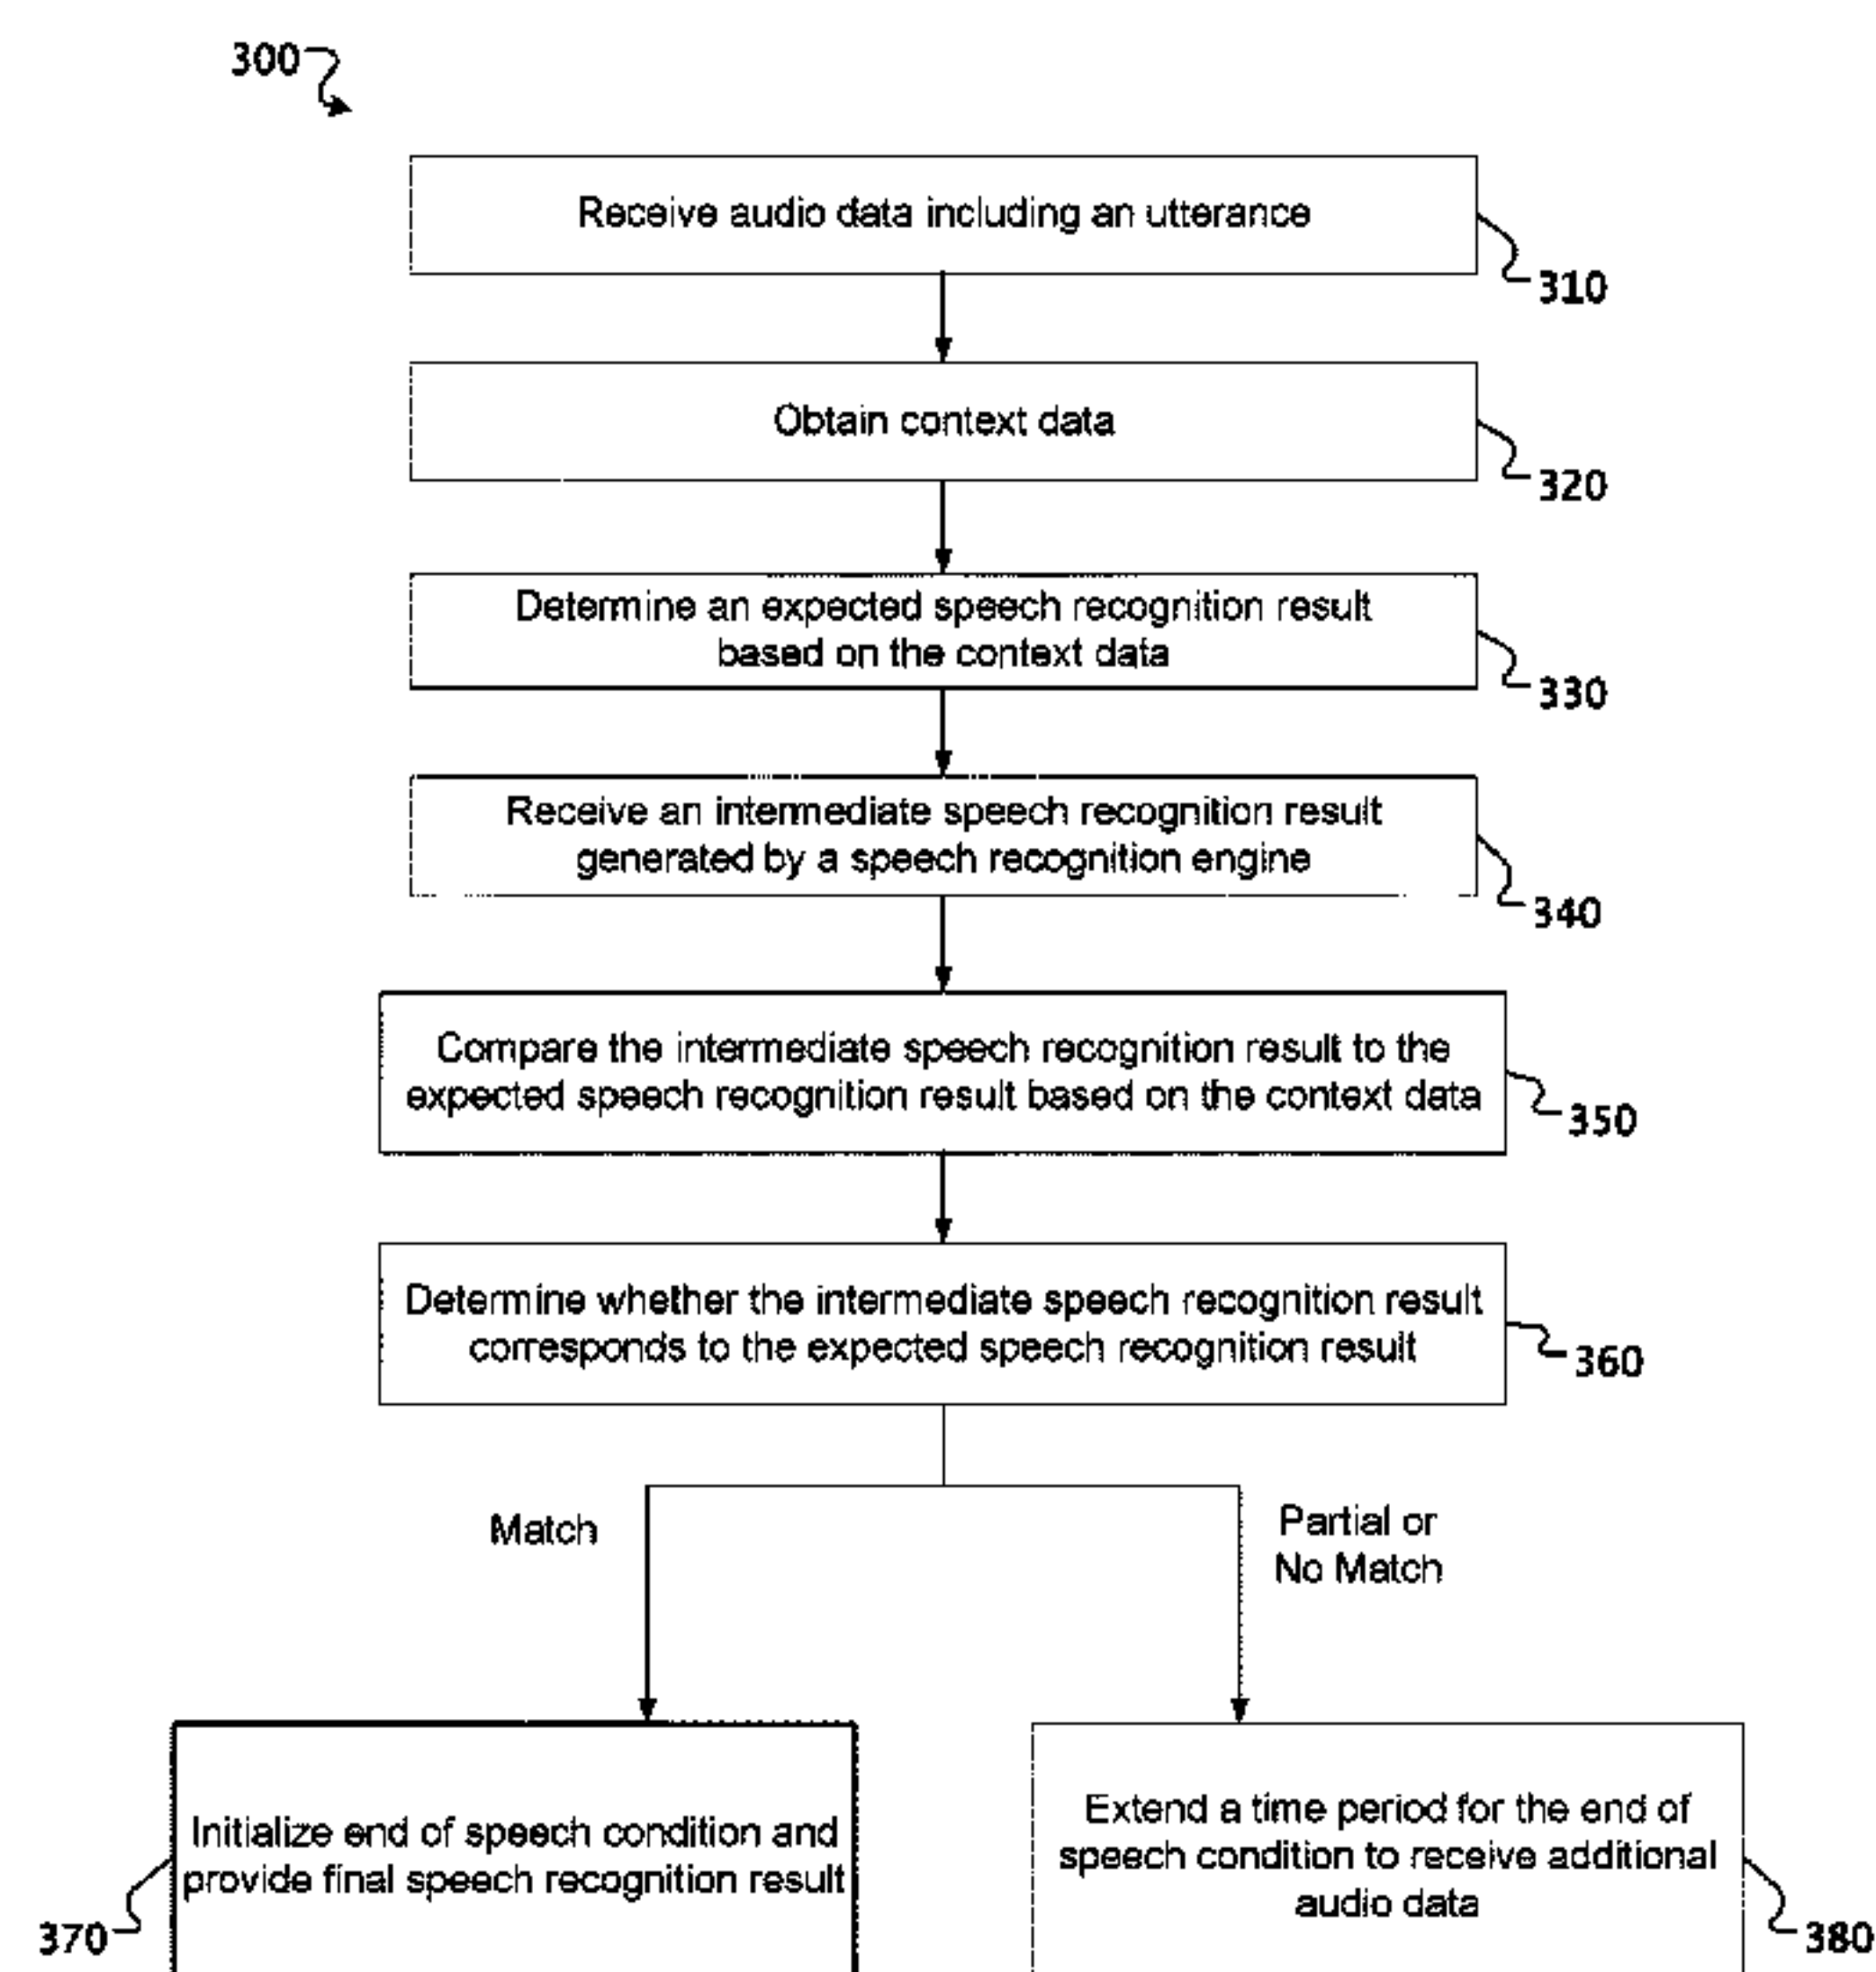 300
Receive audio data including an utterance
310
Obtain context data
320
Determine an expected speech recognition result
based on the context data
330
Receive an intermediate speech recognition result
generated by a speech recognition engine
340
Compare the intermediate speech recognition result to the
expected speech recognition result based on the context data
350
Determine whether the intermediate speech recognition result
corresponds to the expected speech recognition result
360
Match
Partial or
No Match
Initialize end of speech condition and
provide final speech recognition result
370
Extend a time period for the end of
speech condition to receive additional
audio data
380